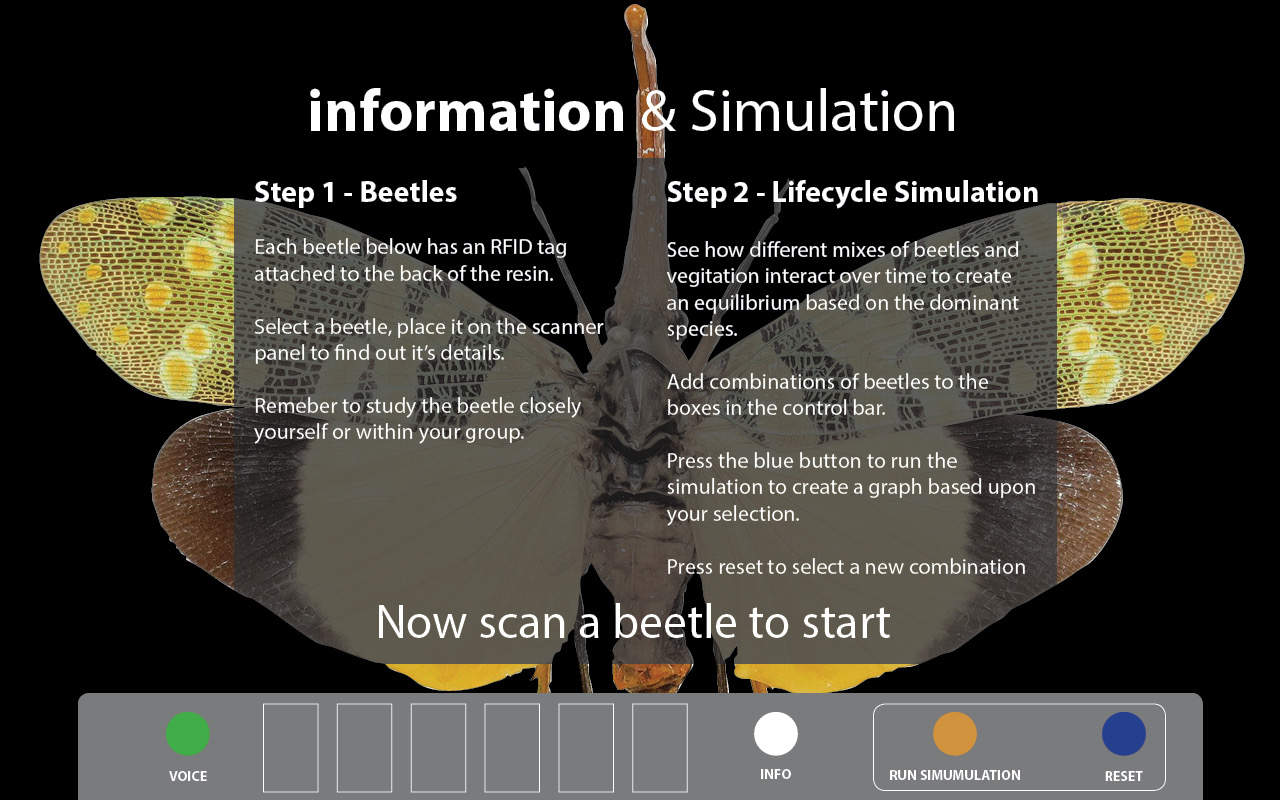 information & Simulation
Step 1 - Beetles
Each beetle below has an RFID tag
attached to the back of the resin.
Select a beetle, place it on the scanner
panel to find out it’s details.
Remeber to study the beetle closely
yourself or within your group.
Step 2 - Lifecycle Simulation
See how different mixes of beetles and
vegitation interact over time to create
an equilibrium based on the dominant
species.
Add combinations of beetles to the
boxes in the control bar.
Press the blue button to run the
simulation to create a graph based upon
your selection.
Press reset to select a new combination
Now scan a beetle to start
VOICE
INFO
RUN SIMUMULATION
RESET